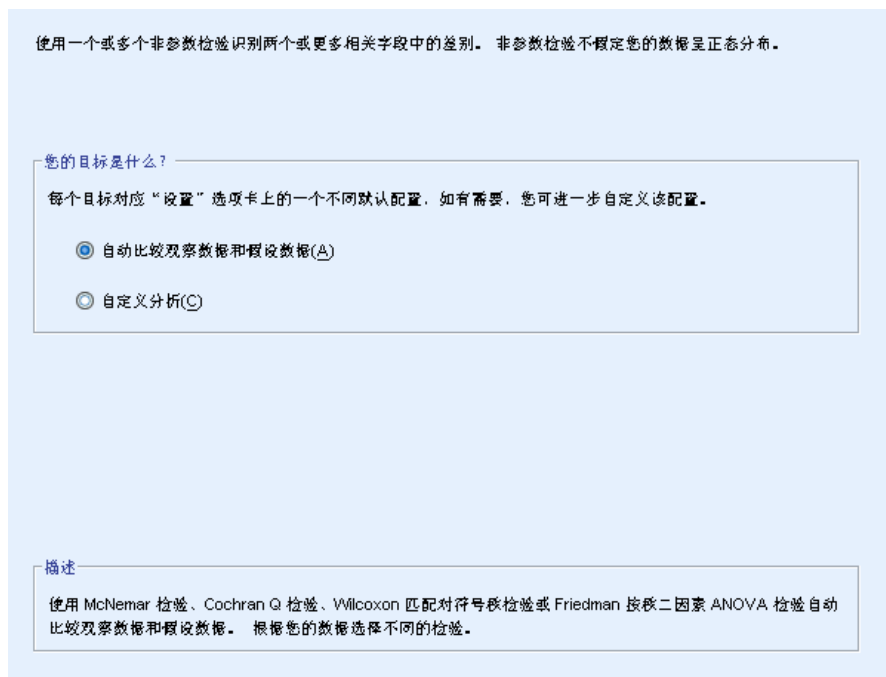 使用一个或多个非参数检验识别两个或更多相关字段中的差别。 非参数检验不假定您的数据呈正态分布。
您的目标是什么?
每个目标对应“设置”选项卡上的一个不同默认配置，如有需要，您可进一步自定义该配置。
自动比较观察数据和假设数据(A)
自定义分析(C)
描述
使用 McNemar 检验、Cochran Q 检验、Wilcoxon 匹配对符号秩检验或 Friedman 按秩二因素 ANOVA 检验自动
比较观察数据和假设数据。 根据您的数据选择不同的检验。